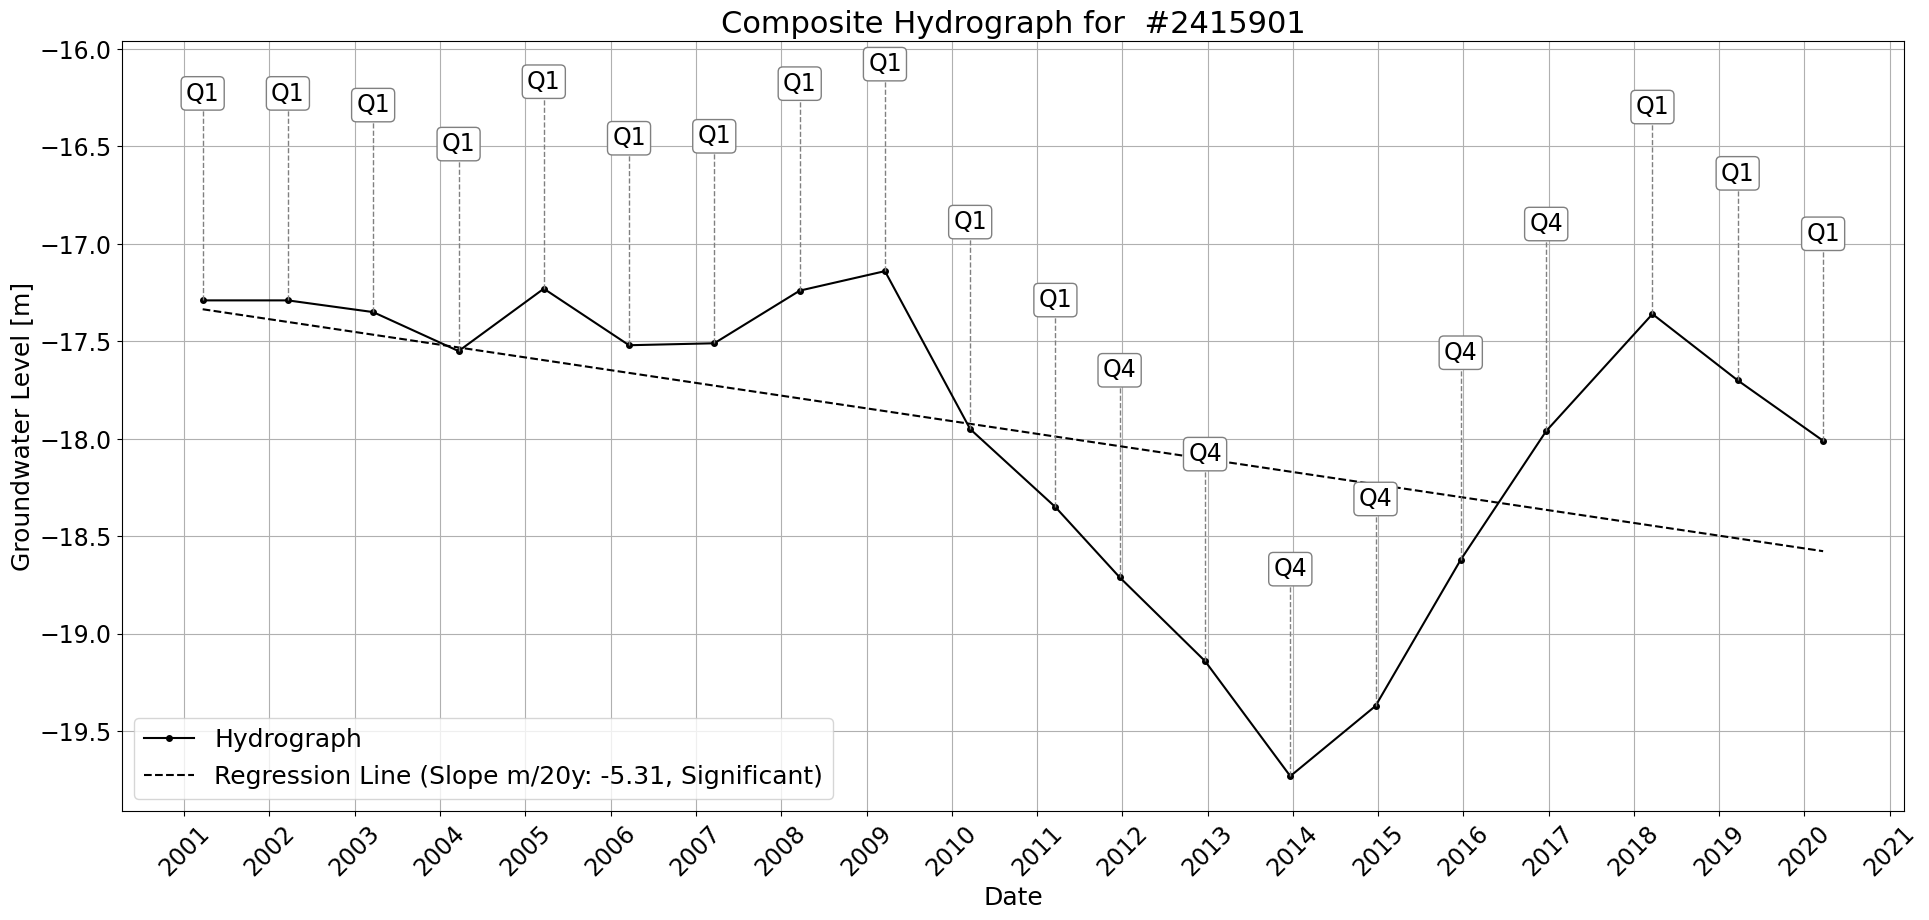 Composite Hydrograph for  #2415901
Groundwater Level [m]
−16.0
−16.5
−17.0
−17.5
−18.0
−18.5
−19.0
−19.5
Q1
Q1
Q1
Q1
Q1
Q1
Q1
Q1
Q1
Q1
Q1
Q4
Q4
Q4
Q4
Q4
Q4
Q1
Q1
Q1
Hydrograph
Regression Line (Slope m/20y: -5.31, Significant)
2001
2002
2003
2004
2005
2006
2007
2008
2009
2010
2011
2012
2013
2014
2015
2016
2017
2018
2019
2020
2021
Date